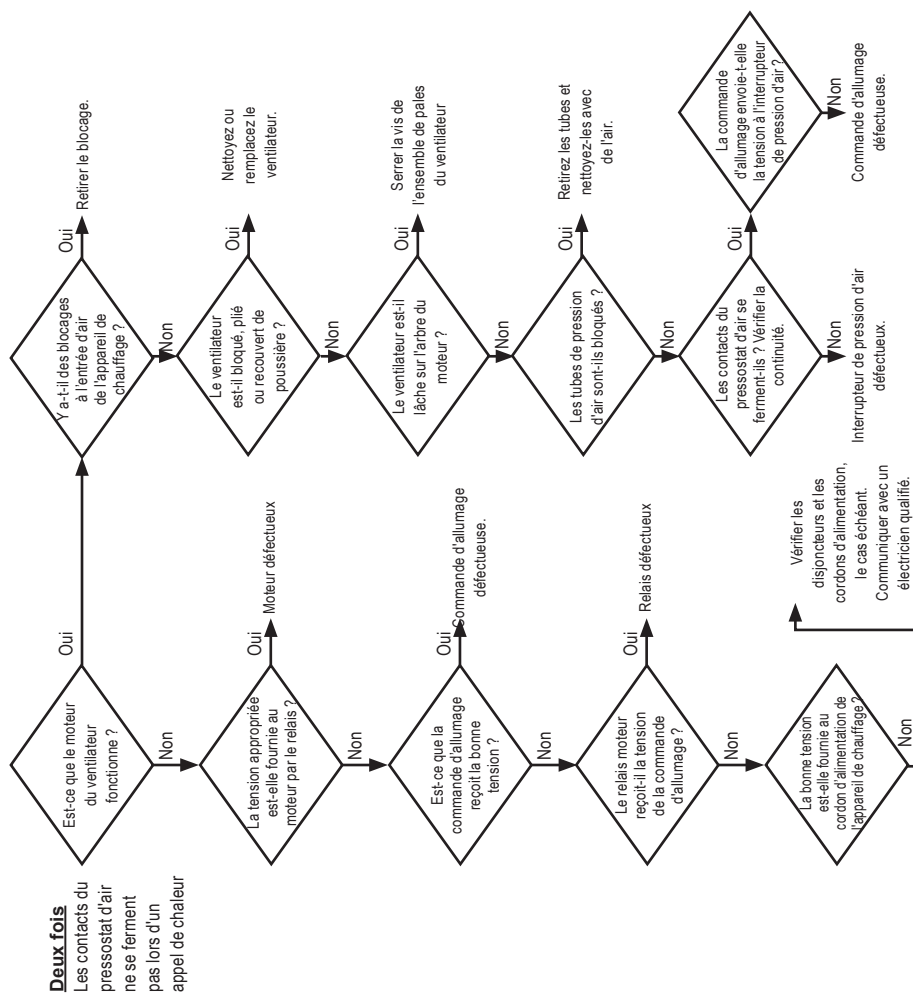 Deux fois
Les contacts du
pressostat d'air
ne se ferment
pas lors d'un
appel de chaleur
Est-ce que le moteur
du ventilateur
fonctionne ?
Oui
Non
La tension appropriée
est-elle fournie au
moteur par le relais ?
Oui
Moteur défectueux
Non
Est-ce que la
commande d'allumage
reçoit la bonne
tension ?
Oui
Commande d'allumage
défectueuse.
Non
Le relais moteur
reçoit-il la tension
de la commande
d'allumage ?
Oui
Relais défectueux
Non
La bonne tension
est-elle fournie au
cordon d'alimentation de
l'appareil de chauffage ?
Non
Vérifier les
disjoncteurs et les
cordons d'alimentation,
le cas échéant.
Communiquer avec un
électricien qualifié.
Y a-t-il des blocages
à l'entrée d'air
de l'appareil de
chauffage ?
Oui
Retirer le blocage.
Non
Le ventilateur
est-il bloqué, plié
ou recouvert de
poussière ?
Oui
Nettoyez ou
remplacez le
ventilateur.
Non
Le ventilateur est-il
lâche sur l'arbre du
moteur ?
Oui
Serrer la vis de
l'ensemble de pales
du ventilateur
Non
Les tubes de pression
d'air sont-ils bloqués ?
Oui
Retirez les tubes et
nettoyez-les avec
de l'air.
Non
Les contacts du
pressostat d'air se
ferment-ils ? Vérifier la
continuité.
Oui
Non
Interrupteur de pression d'air
défectueux.
La commande
d'allumage envoie-t-elle
la tension à l'interrupteur
de pression d'air ?
Non
Commande d'allumage
défectueuse.